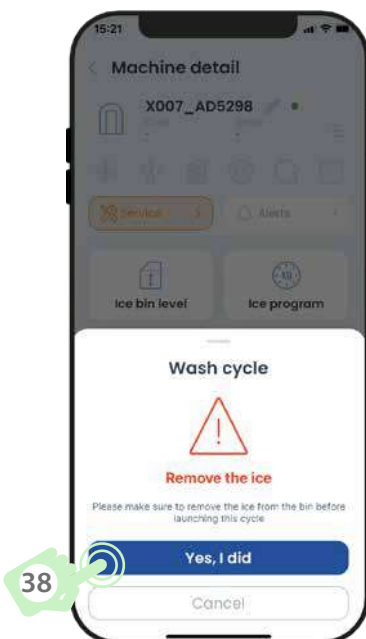 15:21
Machine detail
X007_AD5298
Service
Alerts
Ice bin level
Ice program
Wash cycle
!
Remove the ice
Please make sure to remove the ice from the bin before
launching this cycle
Yes, I did
38
Cancel